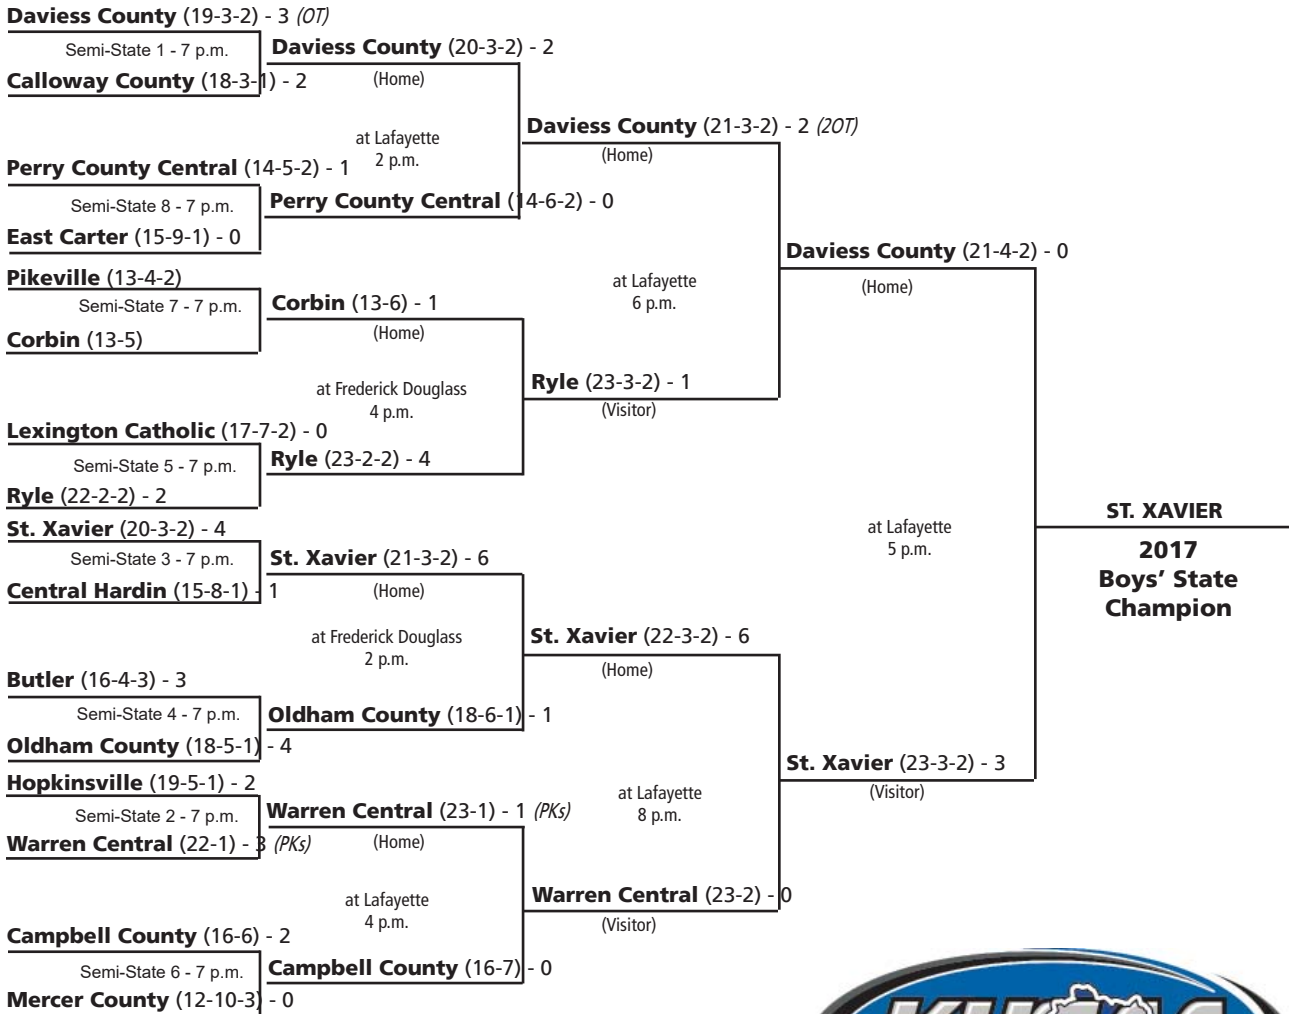 Daviess County (19-3-2) - 3 (OT)
Semi-State 1 - 7 p.m.
Calloway County (18-3-1) - 2
Daviess County (20-3-2) - 2
(Home)
at Lafayette
2 p.m.
Perry County Central (14-5-2) - 1
Semi-State 8 - 7 p.m.
East Carter (15-9-1) - 0
Perry County Central (14-6-2) - 0
Daviess County (21-3-2) - 2 (2OT)
(Home)
Pikeville (13-4-2)
Semi-State 7 - 7 p.m.
Corbin (13-5)
Corbin (13-6) - 1
(Home)
at Frederick Douglass
4 p.m.
Lexington Catholic (17-7-2) - 0
Semi-State 5 - 7 p.m.
Ryle (22-2-2) - 2
Ryle (23-2-2) - 4
at Lafayette
6 p.m.
Ryle (23-3-2) - 1
(Visitor)
Daviess County (21-4-2) - 0
(Home)
St. Xavier (20-3-2) - 4
Semi-State 3 - 7 p.m.
Central Hardin (15-8-1) - 1
St. Xavier (21-3-2) - 6
(Home)
at Frederick Douglass
2 p.m.
Butler (16-4-3) - 3
Semi-State 4 - 7 p.m.
Oldham County (18-5-1) - 4
Oldham County (18-6-1) - 1
St. Xavier (22-3-2) - 6
(Home)
Hopkinsville (19-5-1) - 2
Semi-State 2 - 7 p.m.
Warren Central (22-1) - 3 (PKs)
Warren Central (23-1) - 1 (PKs)
(Home)
at Lafayette
4 p.m.
Campbell County (16-6) - 2
Semi-State 6 - 7 p.m.
Mercer County (12-10-3) - 0
Campbell County (16-7) - 0
at Lafayette
8 p.m.
Warren Central (23-2) - 0
(Visitor)
St. Xavier (23-3-2) - 3
(Visitor)
at Lafayette
5 p.m.
ST. XAVIER
2017
Boys' State
Champion